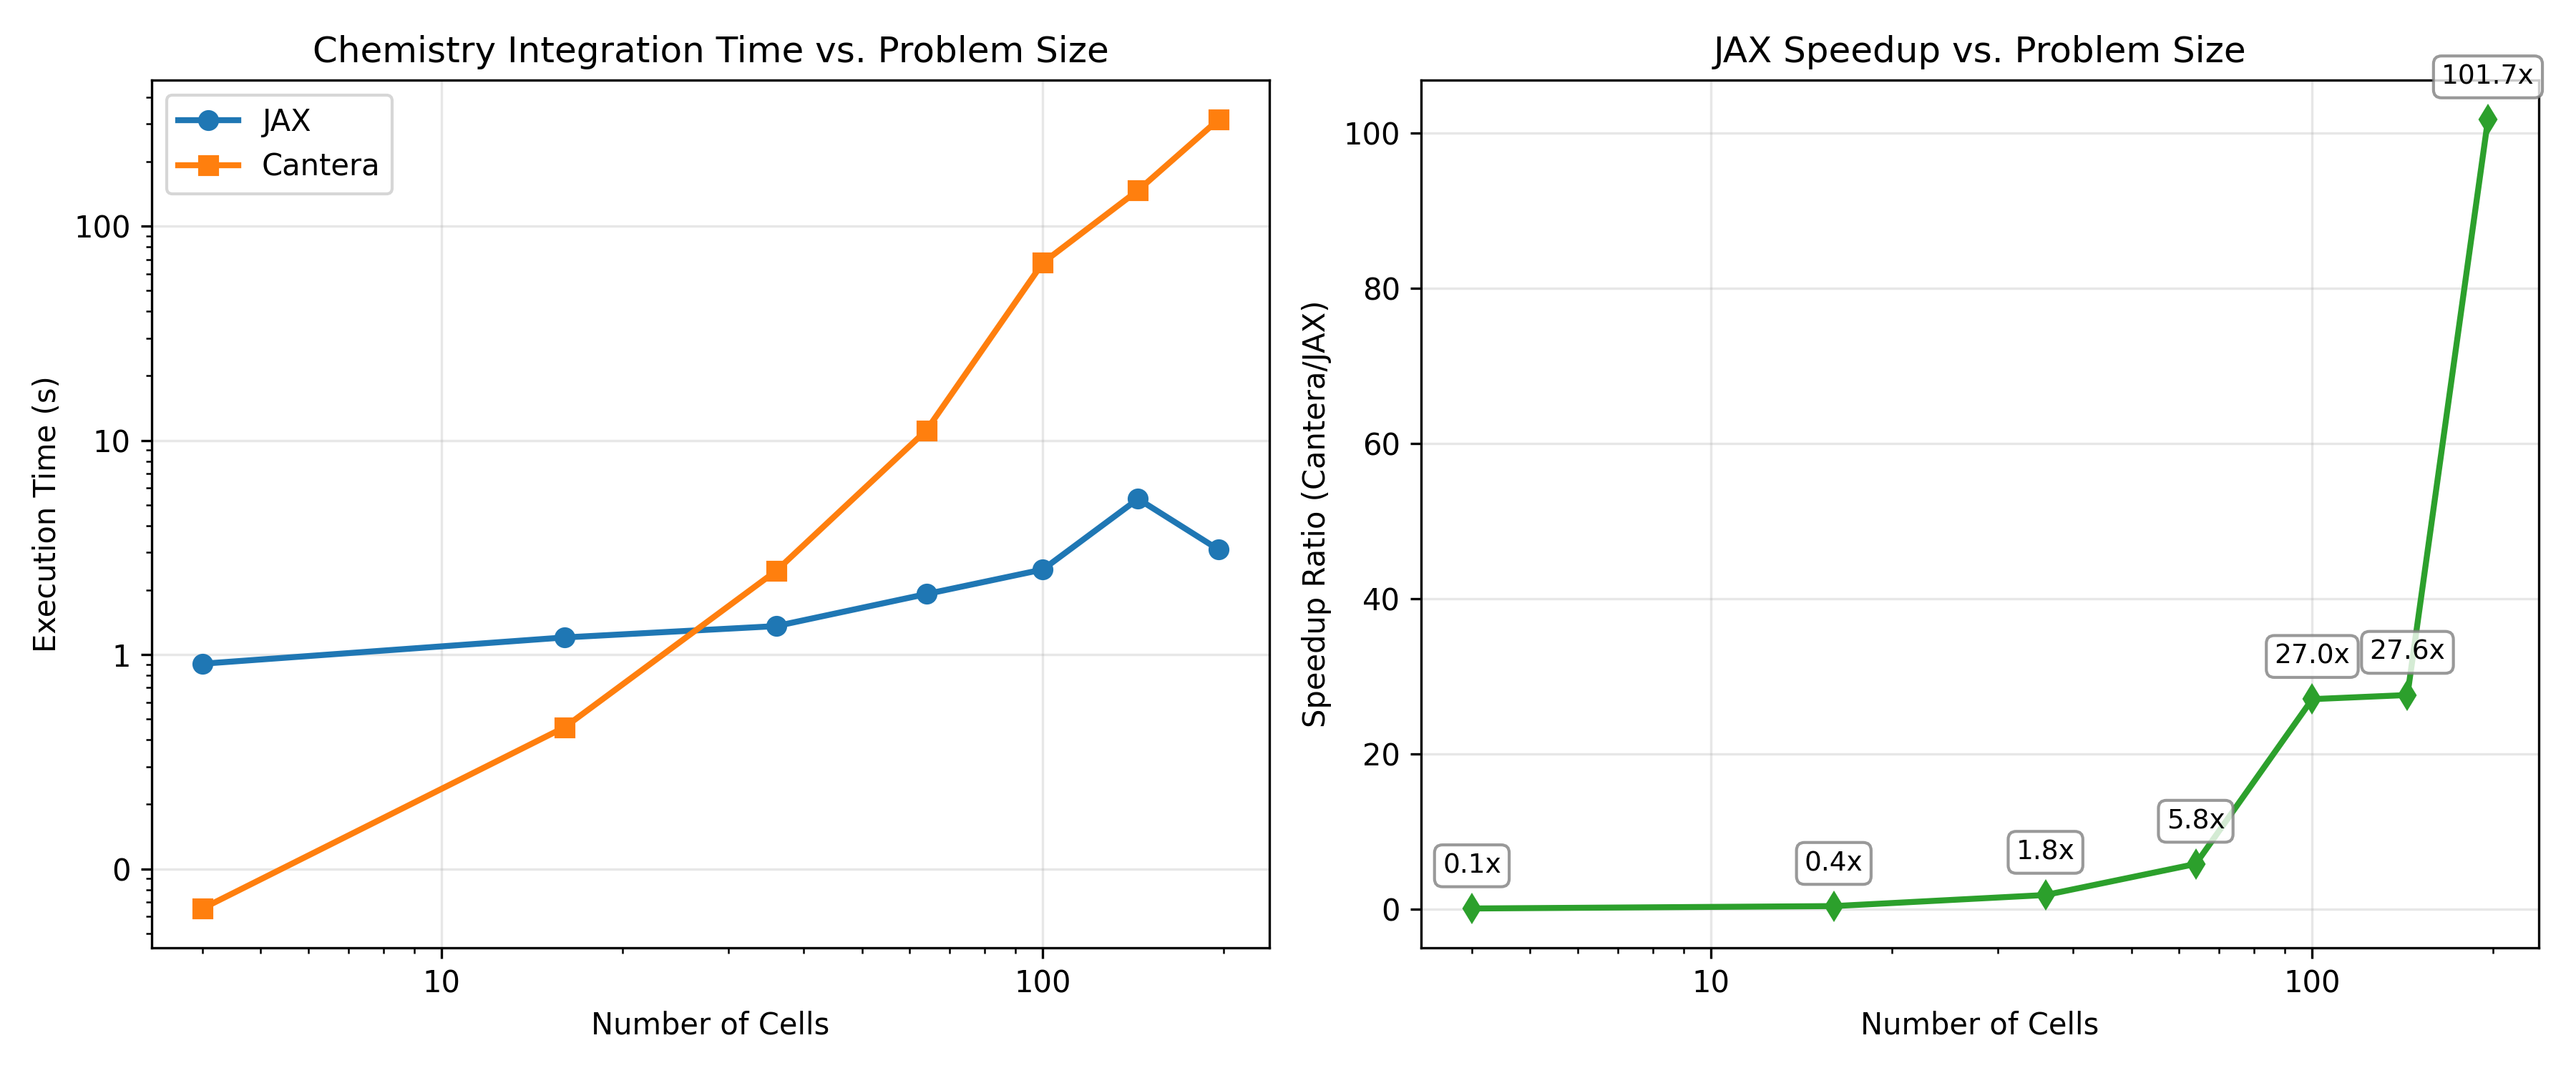 Chemistry Integration Time vs. Problem Size
JAX
Cantera
100
10
1
0
Execution Time (s)
10
100
Number of Cells
JAX Speedup vs. Problem Size
101.7x
27.0x
27.6x
5.8x
1.8x
0.4x
0.1x
100
80
60
40
20
0
Speedup Ratio (Cantera/JAX)
10
100
Number of Cells